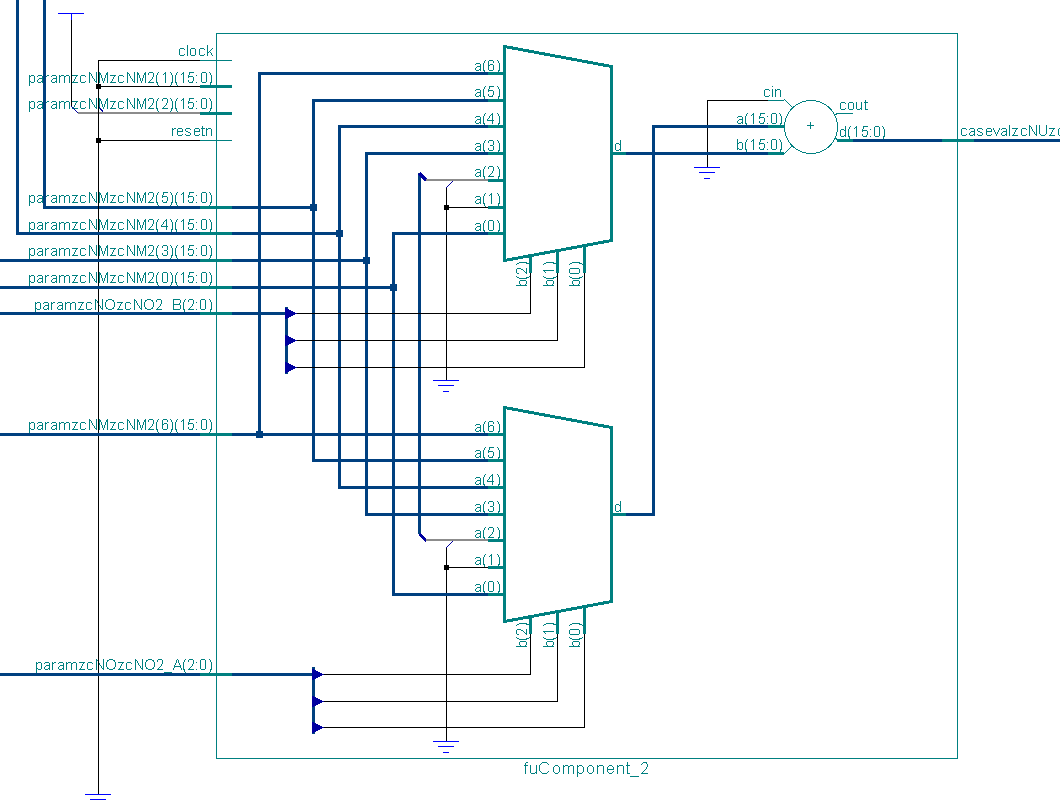 clock
paramzcNMzcNM2(1)(15:0)
paramzcNMzcNM2(2)(15:0)
resetn
paramzcNMzcNM2(5)(15:0)
paramzcNMzcNM2(4)(15:0)
paramzcNMzcNM2(3)(15:0)
paramzcNMzcNM2(0)(15:0)
paramzcNOzcNO2_B(2:0)
paramzcNMzcNM2(6)(15:0)
paramzcNOzcNO2_A(2:0)
a(6)
a(5)
a(4)
a(3)
a(2)
a(1)
a(0)
d
b(2)
b(1)
b(0)
a(6)
a(5)
a(4)
a(3)
a(2)
a(1)
a(0)
d
b(2)
b(1)
b(0)
cin
a(15:0)
b(15:0)
+
cout
d(15:0)
fuComponent_2